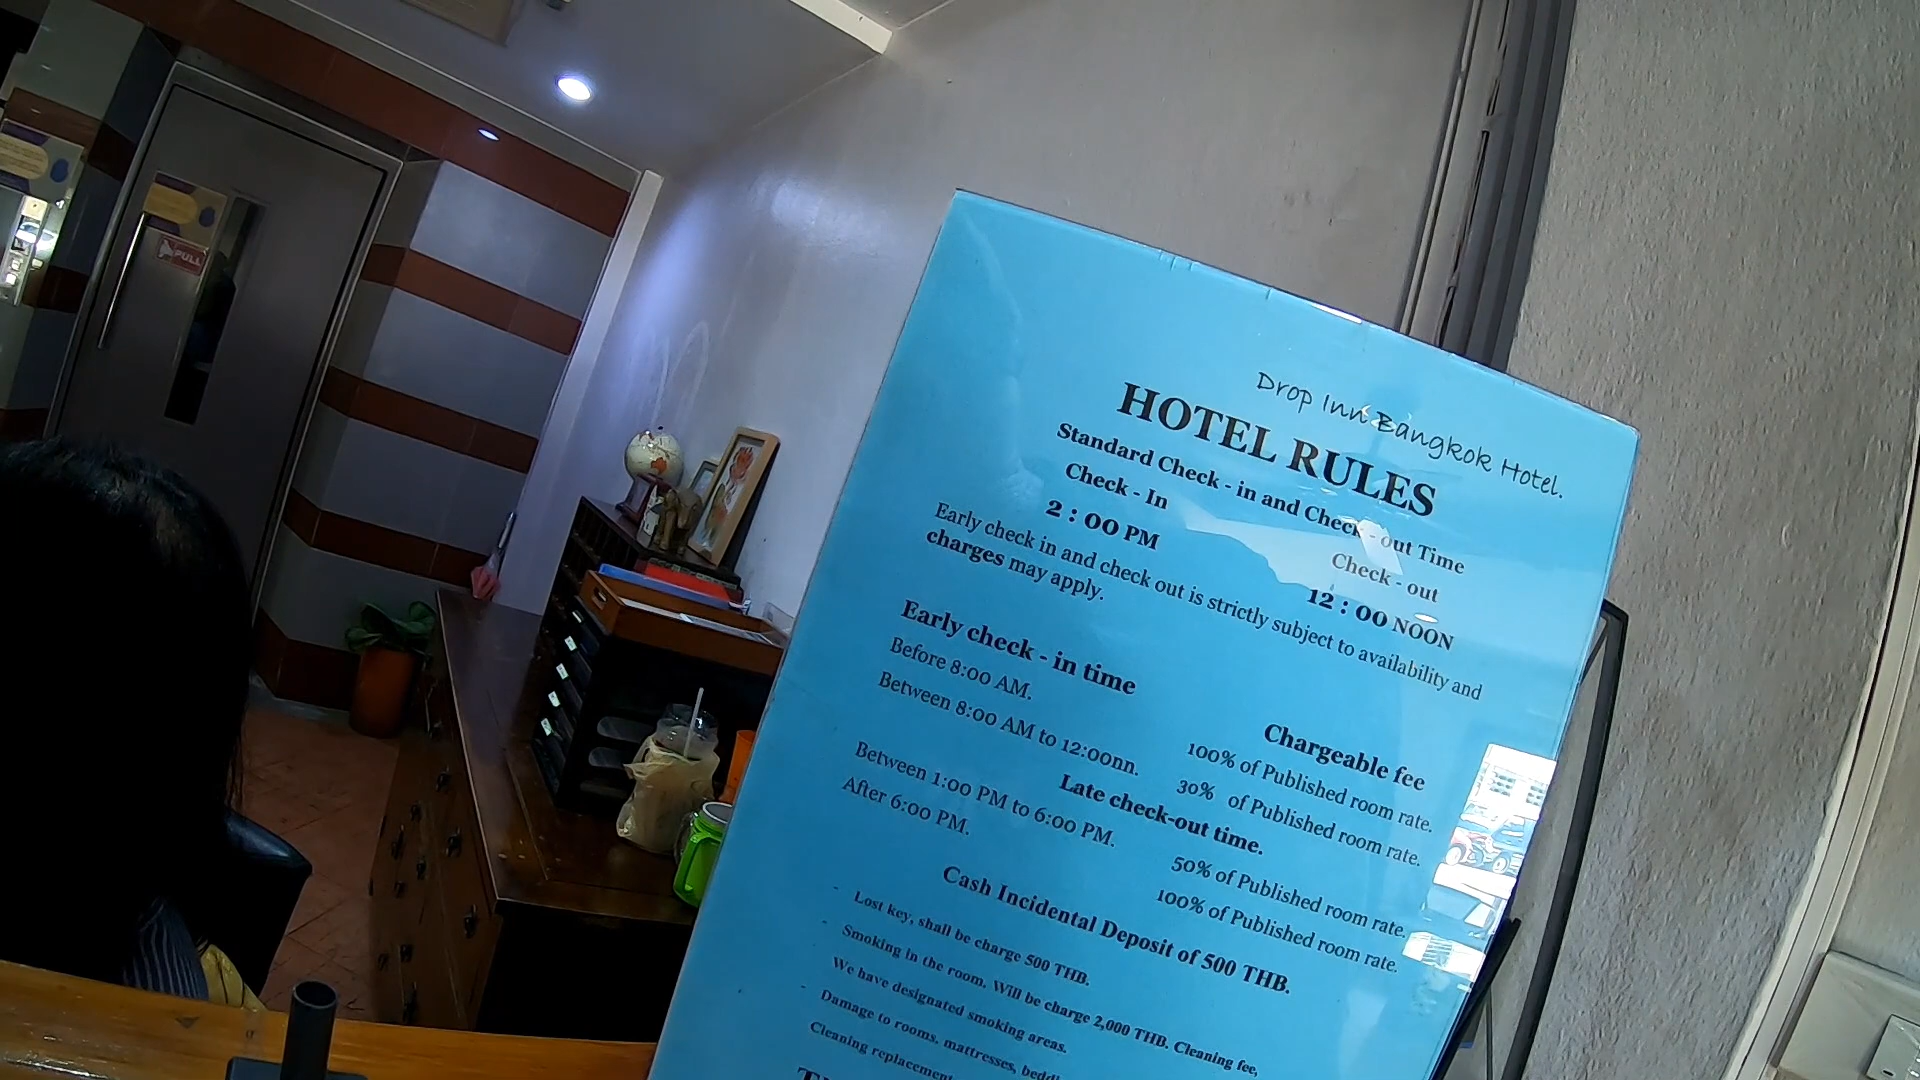 PULL
Drop Inn Bangkok Hotel.
HOTEL RULES
Standard Check - in and Check - out Time
Check - In Check - out
2 : 00 PM 12 : 00 NOON
Early check in and check out is strictly subject to availability and
charges may apply.
Early check - in time Chargeable fee
Before 8:00 AM. 100% of Published room rate.
Between 8:00 AM to 12:00nn. 30% of Published room rate.
Late check-out time.
Between 1:00 PM to 6:00 PM. 50% of Published room rate.
After 6:00 PM. 100% of Published room rate.
Cash Incidental Deposit of 500 THB.
- Lost key, shall be charge 500 THB.
- Smoking in the room. Will be charge 2,000 THB. Cleaning fee,
We have designated smoking areas.
- Damage to rooms, mattresses,
Cleaning replacement